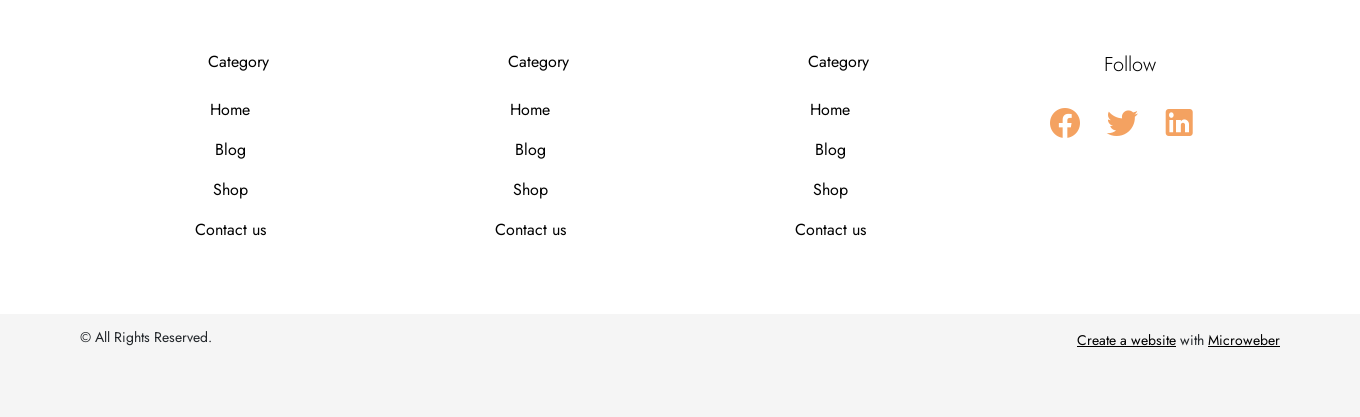 Category
Home
Blog
Shop
Contact us
Category
Home
Blog
Shop
Contact us
Category
Home
Blog
Shop
Contact us
Follow
© All Rights Reserved.
Create a website with Microweber